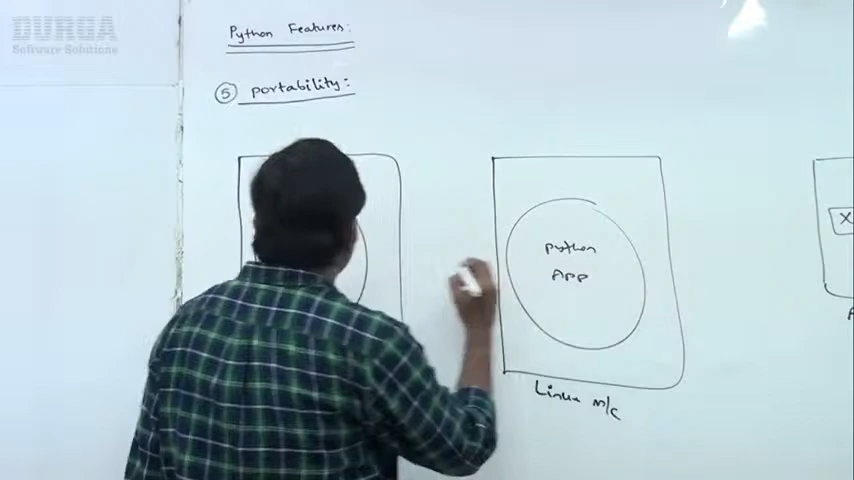 DURGA
Software Solutions
Python Features:
5 portability:
Python
APP
Linux m/c
X